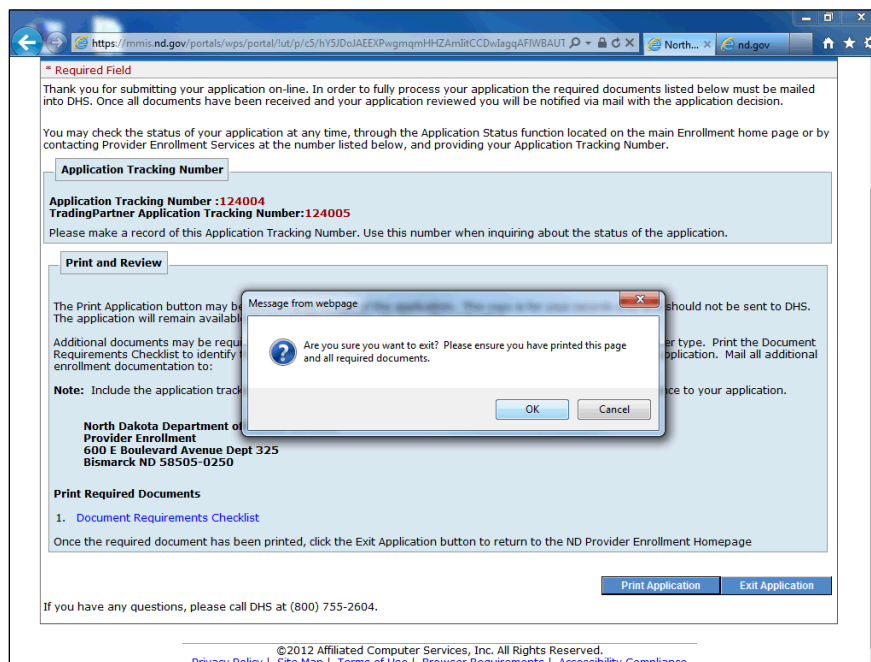 https://mmis.nd.gov/portals/wps/portal/!ut/p/c5/hY5JDoJAEEXPwgmqmHHZAmIitCCDwIagqAFIWBAUT
North...
nd.gov
* Required Field
Thank you for submitting your application on-line. In order to fully process your application the required documents listed below must be mailed
into DHS. Once all documents have been received and your application reviewed you will be notified via mail with the application decision.
You may check the status of your application at any time, through the Application Status function located on the main Enrollment home page or by
contacting Provider Enrollment Services at the number listed below, and providing your Application Tracking Number.
Application Tracking Number
Application Tracking Number :124004
TradingPartner Application Tracking Number:124005
Please make a record of this Application Tracking Number. Use this number when inquiring about the status of the application.
Print and Review
The Print Application button may be should not be sent to DHS.
The application will remain availabl
Additional documents may be requi er type. Print the Document
Requirements Checklist to identify pplication. Mail all additional
enrollment documentation to:
Note: Include the application track ce to your application.
Message from webpage
Are you sure you want to exit? Please ensure you have printed this page
and all required documents.
OK Cancel
North Dakota Department of
Provider Enrollment
600 E Boulevard Avenue Dept 325
Bismarck ND 58505-0250
Print Required Documents
1. Document Requirements Checklist
Once the required document has been printed, click the Exit Application button to return to the ND Provider Enrollment Homepage
Print Application Exit Application
If you have any questions, please call DHS at (800) 755-2604.
©2012 Affiliated Computer Services, Inc. All Rights Reserved.
Privacy Policy | Site Map | Terms of Use | Browser Requirements | Accessibility Compliance